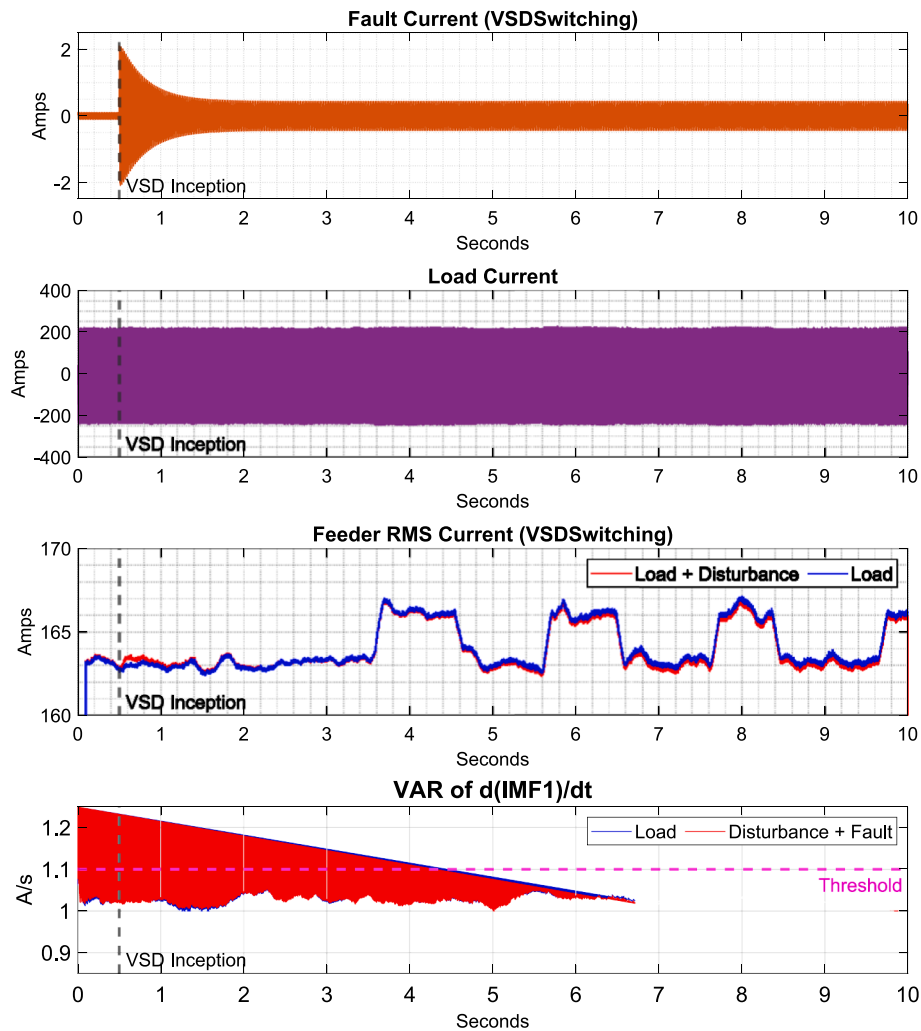 Fault Current (VSDSwitching)
2
0
-2
Amps
VSD Inception
0 1 2 3 4 5 6 7 8 9 10
Seconds
Load Current
400
200
0
-200
-400
Amps
VSD Inception
0 1 2 3 4 5 6 7 8 9 10
Seconds
Feeder RMS Current (VSDSwitching)
170
165
160
Amps
Load + Disturbance Load
VSD Inception
0 1 2 3 4 5 6 7 8 9 10
Seconds
VAR of d(IMF1)/dt
1.2
1.1
1
0.9
A/s
Load Disturbance + Fault
Threshold
VSD Inception
0 1 2 3 4 5 6 7 8 9 10
Seconds